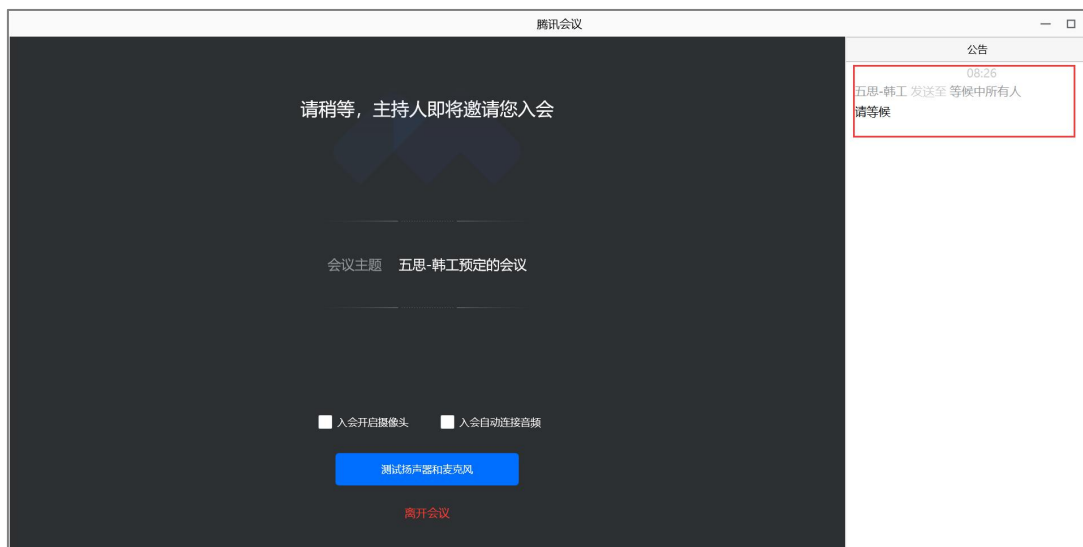 腾讯会议
请稍等，主持人即将邀请您入会
会议主题 五思-韩工预定的会议
入会开启摄像头 入会自动连接音频
测试扬声器和麦克风
离开会议
公告
08:26
五思-韩工 发送至 等候中所有人
请等候